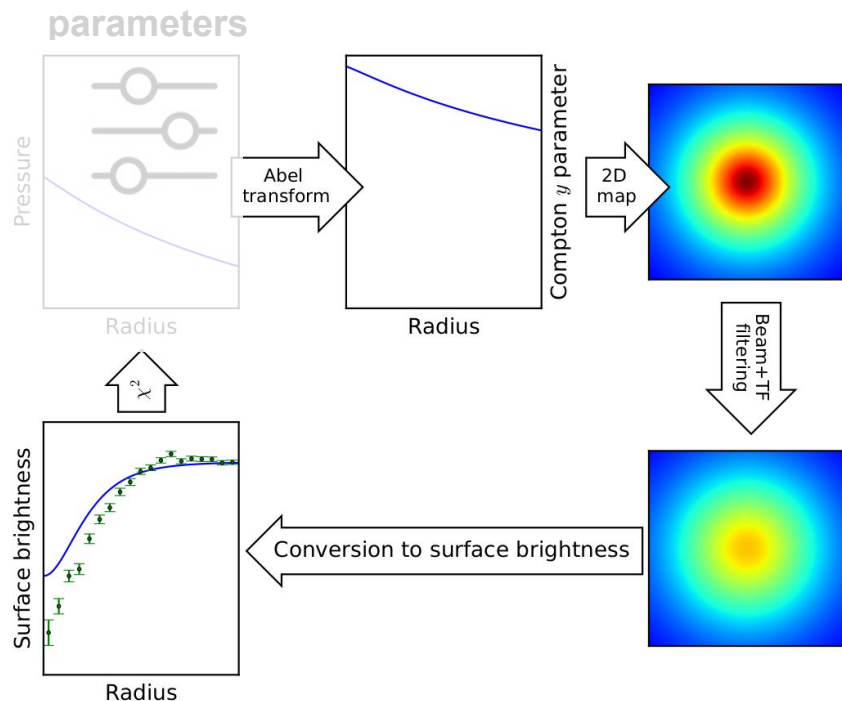 parameters
Pressure
Radius
Abel
transform
Compton y parameter
Radius
2D
map
Beam+TF
filtering
χ²
Surface brightness
Radius
Conversion to surface brightness